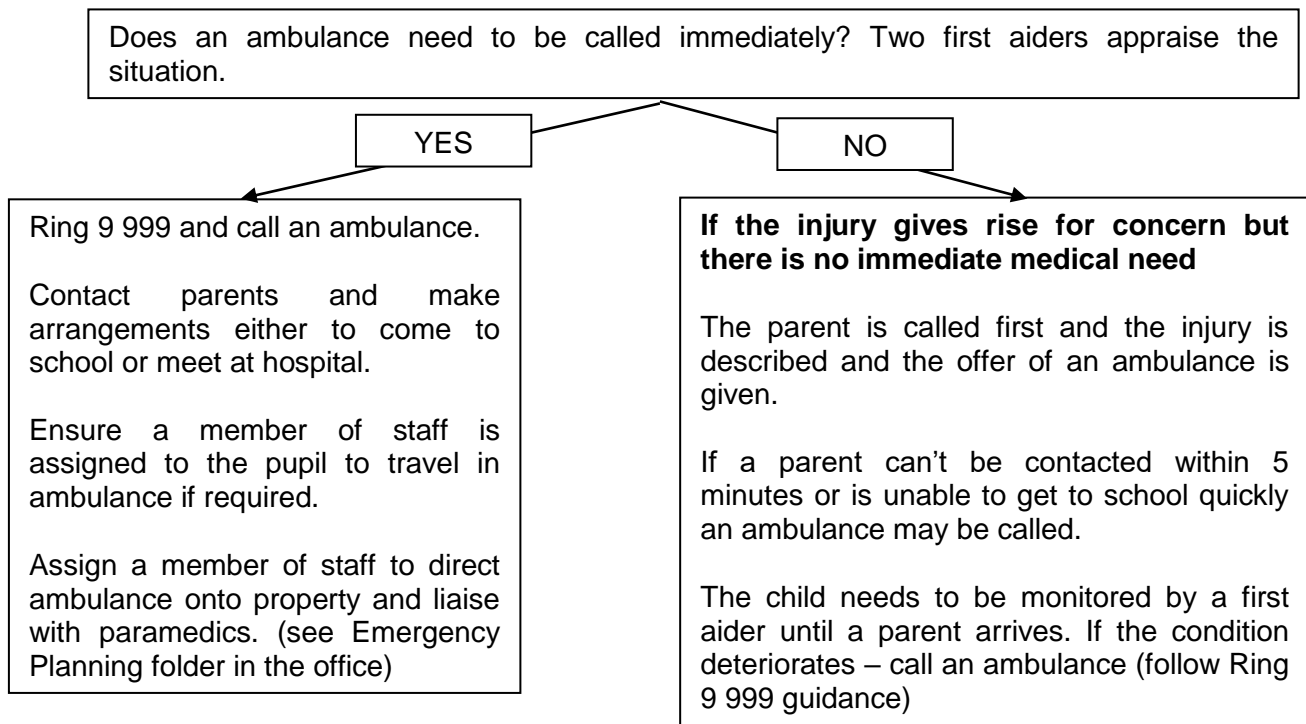 Does an ambulance need to be called immediately? Two first aiders appraise the
situation.
YES
NO
Ring 9 999 and call an ambulance.
Contact parents and make
arrangements either to come to
school or meet at hospital.
Ensure a member of staff is
assigned to the pupil to travel in
ambulance if required.
Assign a member of staff to direct
ambulance onto property and liaise
with paramedics. (see Emergency
Planning folder in the office)
If the injury gives rise for concern but
there is no immediate medical need
The parent is called first and the injury is
described and the offer of an ambulance is
given.
If a parent can't be contacted within 5
minutes or is unable to get to school quickly
an ambulance may be called.
The child needs to be monitored by a first
aider until a parent arrives. If the condition
deteriorates – call an ambulance (follow Ring
9 999 guidance)